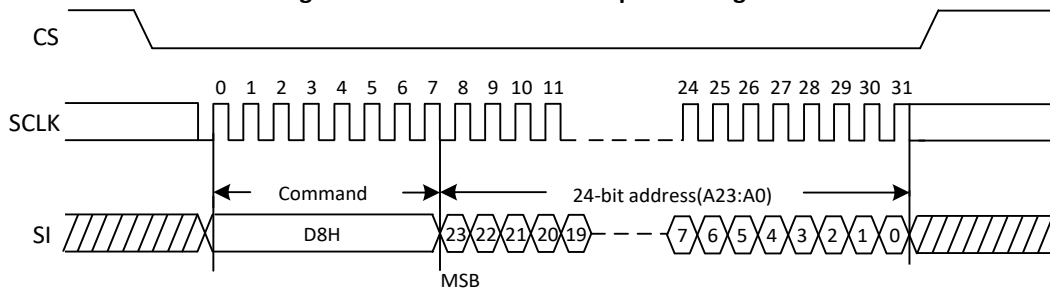 CS
0 1 2 3 4 5 6 7 8 9 10 11 24 25 26 27 28 29 30 31
SCLK
Command 24-bit address(A23:A0)
SI D8H 23 22 21 20 19 7 6 5 4 3 2 1 0
MSB